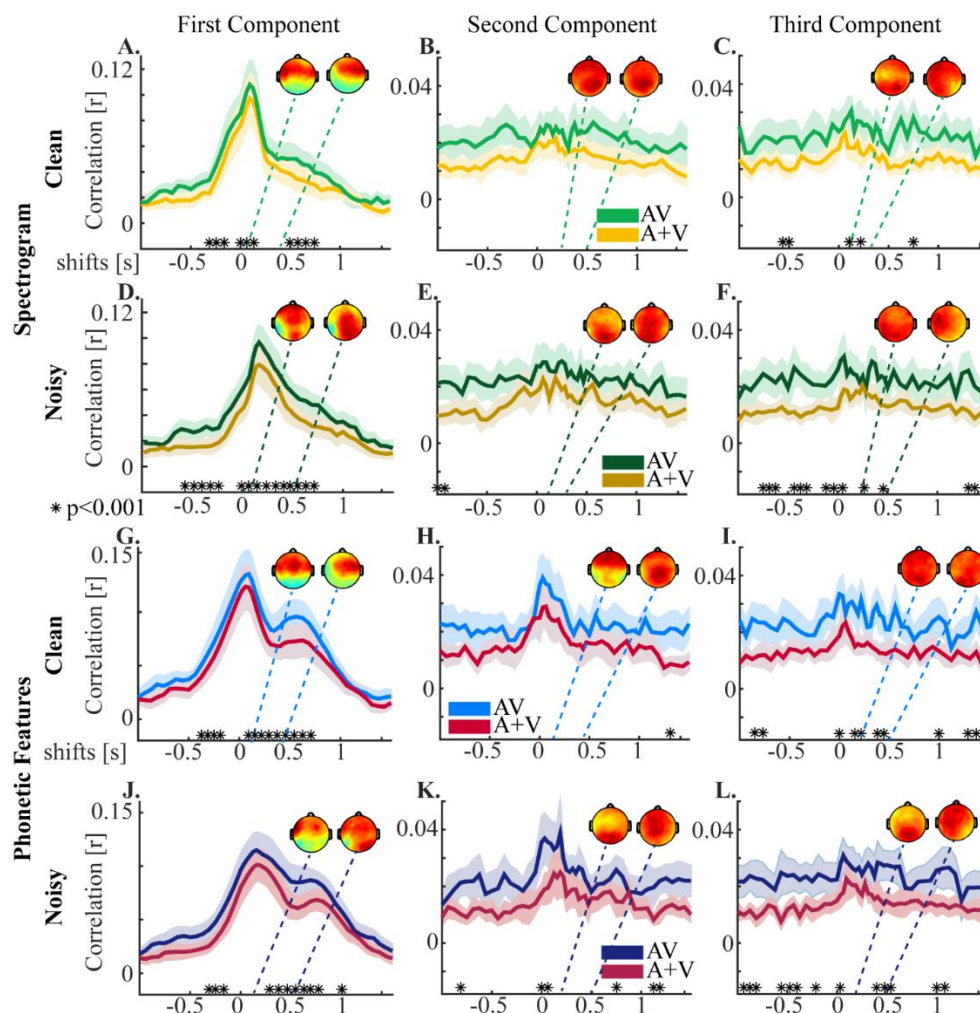 First Component Second Component Third Component
Spectrogram
Clean
A. B. C.
Correlation [r]
0.12
0
0.04
0
0.04
0
AV
A+V
*** *** ****
** ** *
shifts [s] -0.5 0 0.5 1 -0.5 0 0.5 1 -0.5 0 0.5 1
Noisy
D. E. F.
Correlation [r]
0.12
0
0.04
0
0.04
0
AV
A+V
* p<0.001 -0.5 0 0.5 1 -0.5 0 0.5 1 -0.5 0 0.5 1
Phonetic Features
Clean
G. H. I.
Correlation [r]
0.15
0
0.04
0
0.04
0
AV
A+V
shifts [s] -0.5 0 0.5 1 -0.5 0 0.5 1 -0.5 0 0.5 1
Noisy
J. K. L.
Correlation [r]
0.15
0
0.04
0
0.04
0
AV
A+V
-0.5 0 0.5 1 -0.5 0 0.5 1 -0.5 0 0.5 1